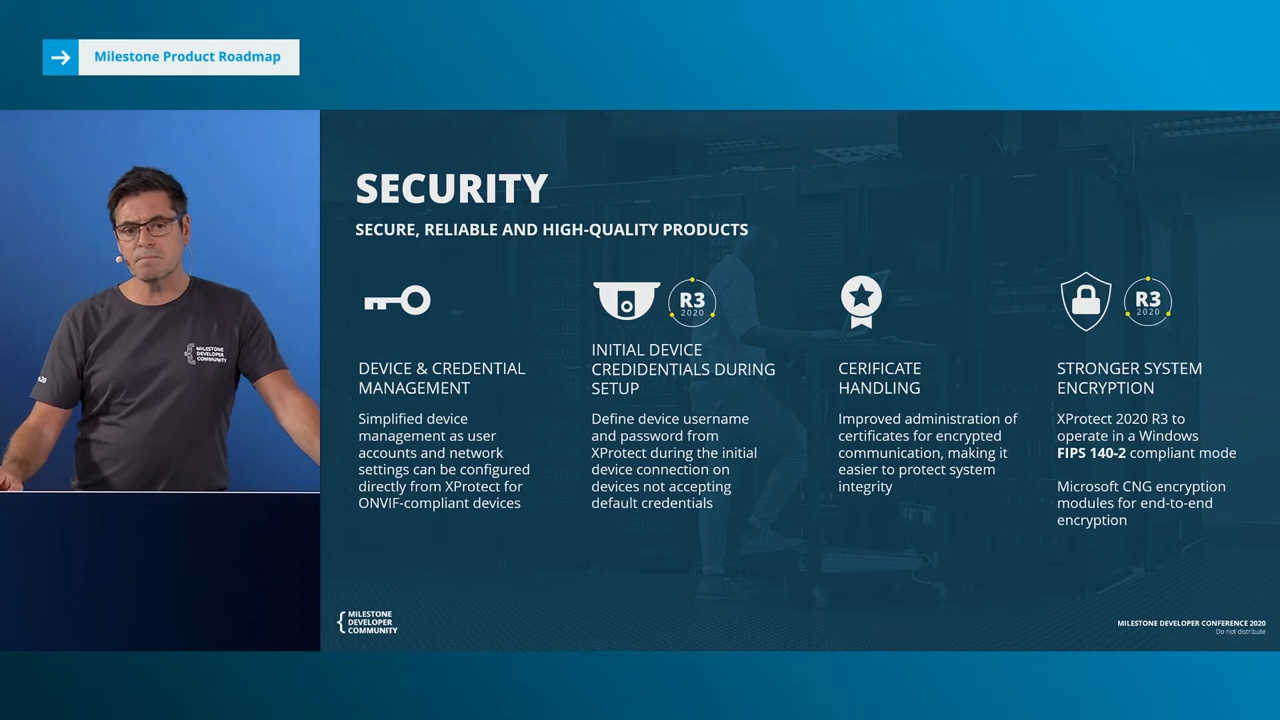 Milestone Product Roadmap
SECURITY
SECURE, RELIABLE AND HIGH-QUALITY PRODUCTS
DEVICE & CREDENTIAL
MANAGEMENT
Simplified device
management as user
accounts and network
settings can be configured
directly from XProtect for
ONVIF-compliant devices
R3
2020
INITIAL DEVICE
CREDIDENTIALS DURING
SETUP
Define device username
and password from
XProtect during the initial
device connection on
devices not accepting
default credentials
CERIFICATE
HANDLING
Improved administration of
certificates for encrypted
communication, making it
easier to protect system
integrity
R3
2020
STRONGER SYSTEM
ENCRYPTION
XProtect 2020 R3 to
operate in a Windows
FIPS 140-2 compliant mode
Microsoft CNG encryption
modules for end-to-end
encryption
MILESTONE
DEVELOPER
COMMUNITY
MILESTONE
DEVELOPER
COMMUNITY
MILESTONE DEVELOPER CONFERENCE 2020
Do not distribute